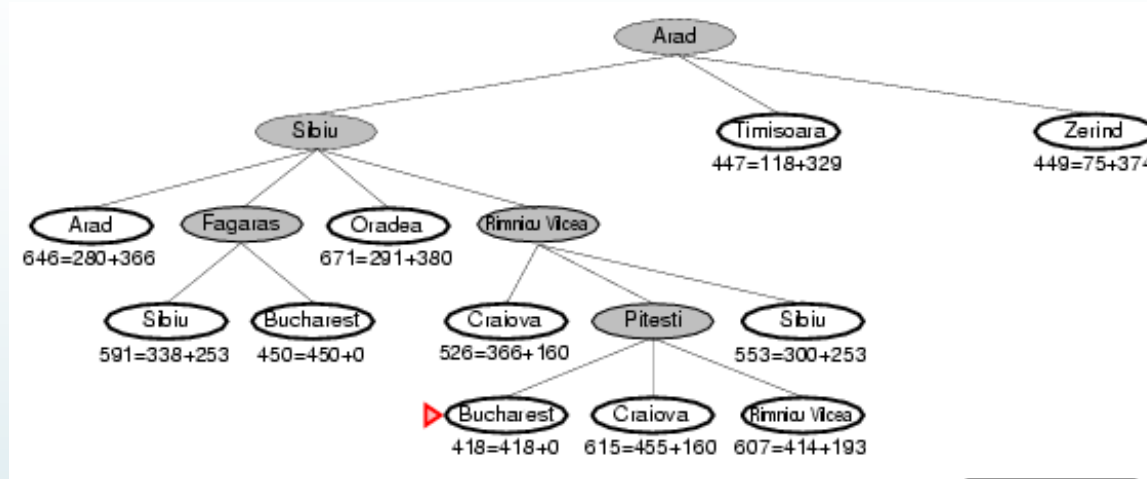 Arad
Sibiu
Timisoara
Zerind
447=118+329
449=75+374
Arad
Fagaras
Oradea
Rimnicu Vilcea
646=280+366
671=291+380
Sibiu
Bucharest
Craiova
Pitesti
Sibiu
591=338+253
450=450+0
526=366+160
553=300+253
Bucharest
Craiova
Rimnicu Vilcea
418=418+0
615=455+160
607=414+193